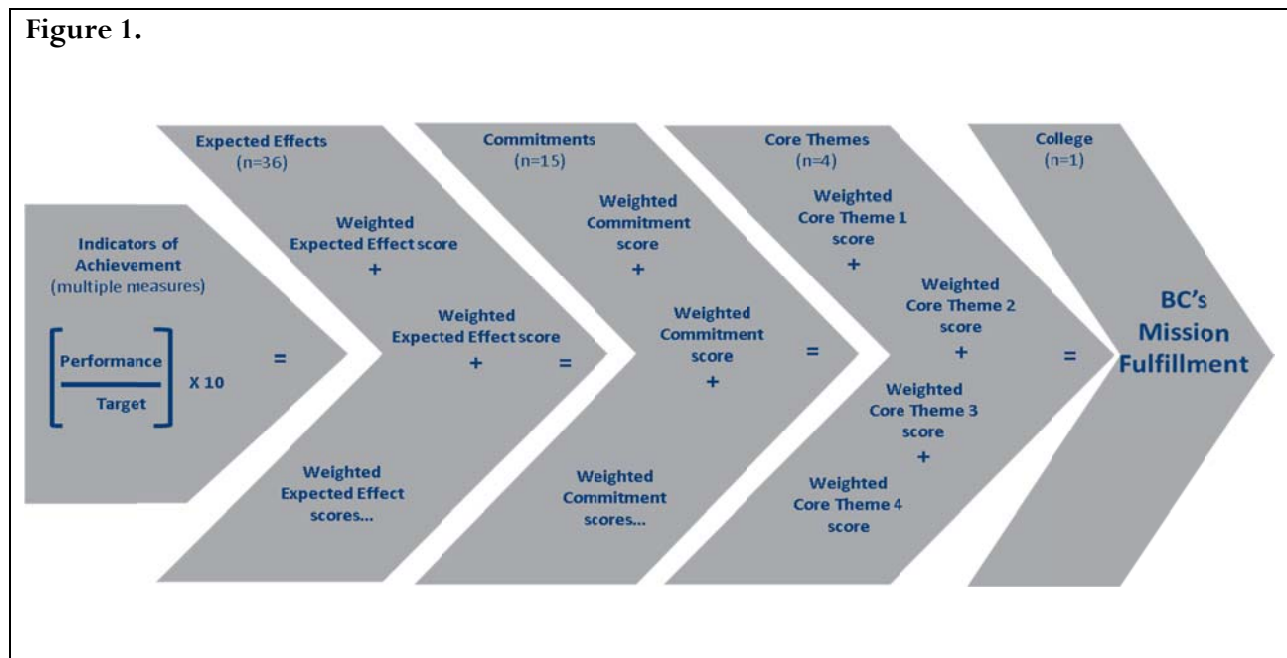 Figure 1.
Indicators of
Achievement
(multiple measures)
Performance
Target
X 10
=
Expected Effects
(n=36)
Weighted
Expected Effect score
+
Weighted
Expected Effect score
+
Weighted
Expected Effect
scores...
=
Commitments
(n=15)
Weighted
Commitment
score
+
Weighted
Commitment
score
+
Weighted
Commitment
scores...
=
Core Themes
(n=4)
Weighted
Core Theme 1
score
+
Weighted
Core Theme 2
score
+
Weighted
Core Theme 3
score
+
Weighted
Core Theme 4
score
=
College
(n=1)
BC's
Mission
Fulfillment